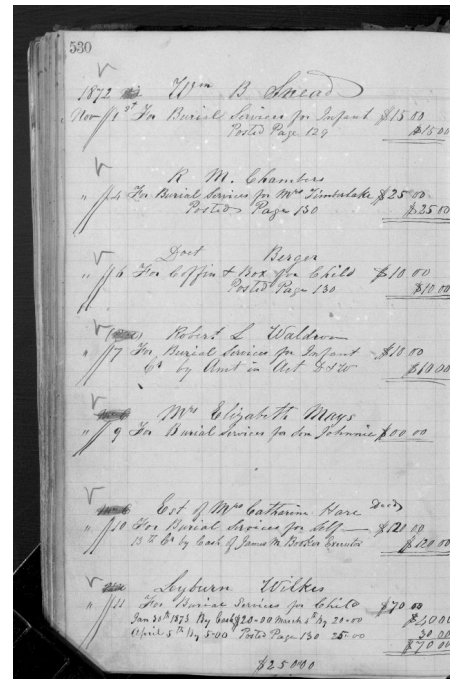 530
1872 Wm B Snead
Nov 1st For Burial Services for Infant $15 00
Posted Page 129 $15 00
R M. Chambers
" 4 For Burial Services for Mrs Timberlake $25 00
Posted Page 130 $25 00
Doct Berger
" 6 For Coffin & Box for Child $10 00
Posted Page 130 $10 00
Robert L Waldron
" 7 For Burial Services for Infant $10 00
Cr by Amt in Act D&W $10 00
Mrs Elizabeth Mays
" 9 For Burial Services for son Johnnie $00 00
Est of Mrs Catharine Hare Decd
" 10 For Burial Services for Self — $120 00
13th Cr by Cash of James M. Booker Executor $120 00
Leyburn Wilkes
" 11 For Burial Services for Child $70 00
Jan 30th 1873 By Cash $20-00 March 8th By 20-00 $40 00
April 5th By 5-00 Posted Page 130 25-00 30 00
$70 00
$250 00